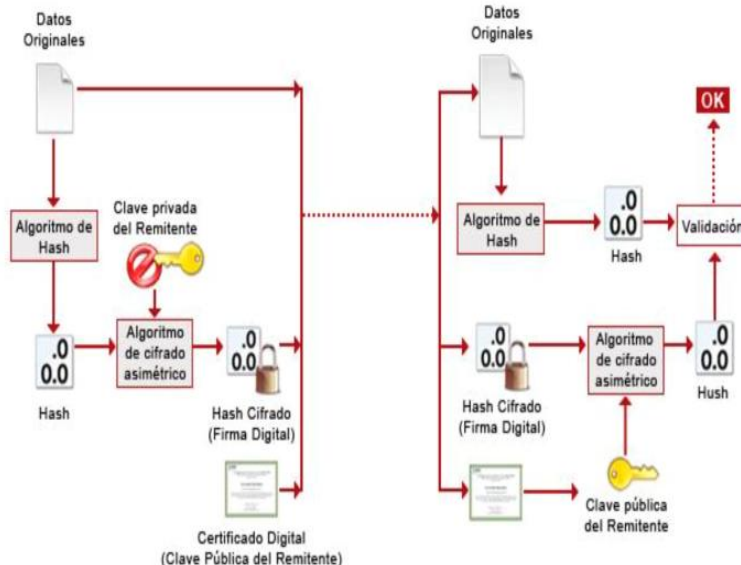 Datos
Originales
Algoritmo de
Hash
Clave privada
del Remitente
.0
0.0
Hash
Algoritmo
de cifrado
asimétrico
.0
0.0
Hash Cifrado
(Firma Digital)
Certificado Digital
(Clave Pública del Remitente)
Datos
Originales
Algoritmo de
Hash
.0
0.0
Hash
Validación
OK
.0
0.0
Hash Cifrado
(Firma Digital)
Algoritmo
de cifrado
asimétrico
.0
0.0
Hush
Clave pública
del Remitente